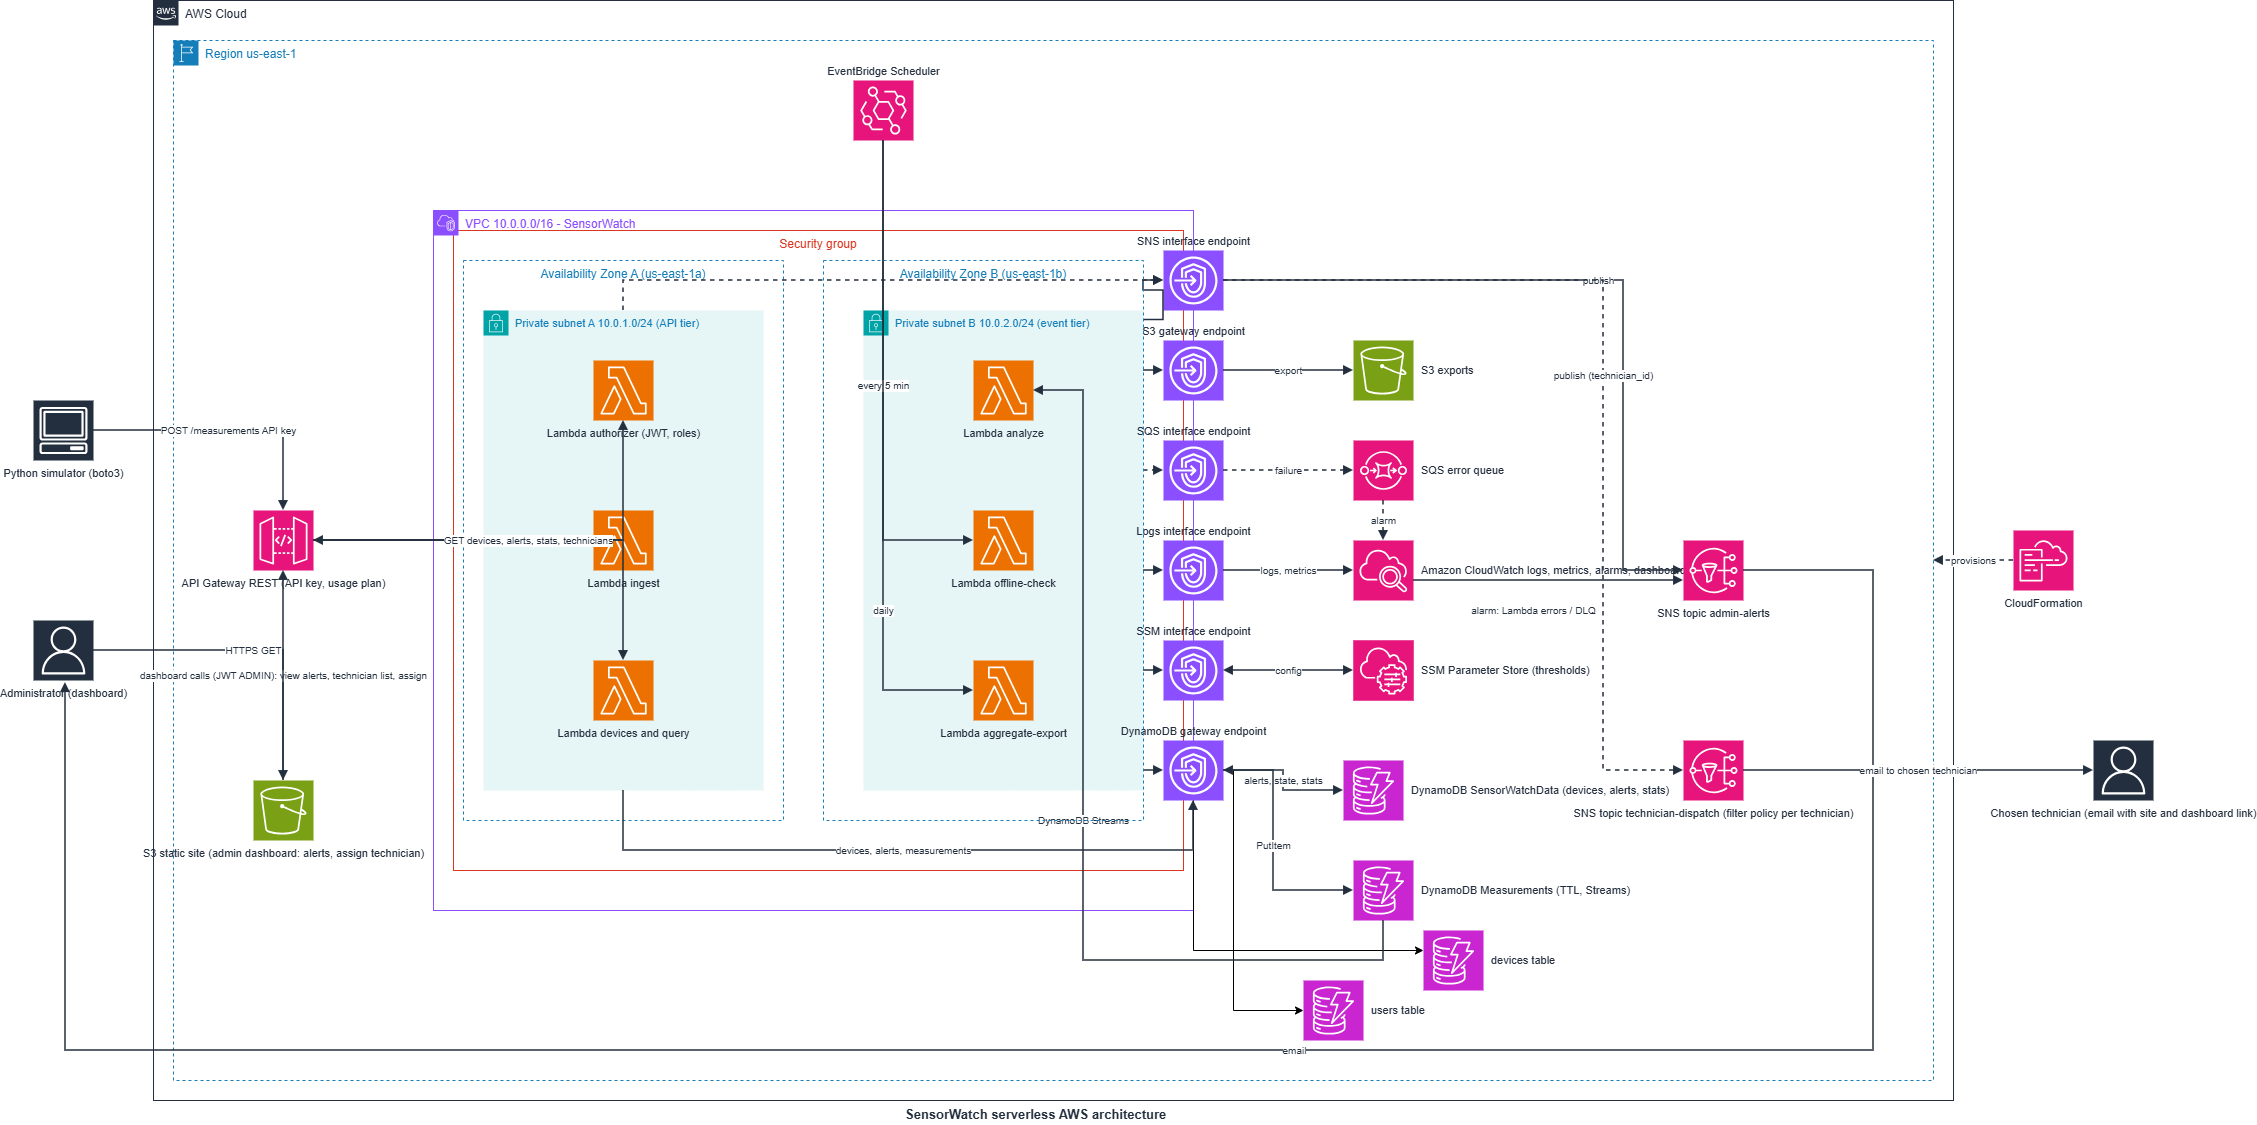 aws
AWS Cloud
Region us-east-1
EventBridge Scheduler
VPC 10.0.0.0/16 - SensorWatch
Security group
SNS interface endpoint
Availability Zone A (us-east-1a)
Availability Zone B (us-east-1b)
publish
Private subnet A 10.0.1.0/24 (API tier)
Private subnet B 10.0.2.0/24 (event tier)
S3 gateway endpoint
export
S3 exports
publish (technician_id)
every 5 min
POST /measurements API key
Lambda authorizer (JWT, roles)
Lambda analyze
SQS interface endpoint
Python simulator (boto3)
failure
SQS error queue
alarm
Logs interface endpoint
GET devices, alerts, stats, technicians
logs, metrics
Amazon CloudWatch logs, metrics, alarms, dashboard
provisions
API Gateway REST (API key, usage plan)
Lambda ingest
Lambda offline-check
CloudFormation
daily
alarm: Lambda errors / DLQ
SNS topic admin-alerts
SSM interface endpoint
HTTPS GET
config
SSM Parameter Store (thresholds)
dashboard calls (JWT ADMIN): view alerts, technician list, assign
Administrator (dashboard)
Lambda devices and query
Lambda aggregate-export
DynamoDB gateway endpoint
alerts, state, stats
email to chosen technician
DynamoDB SensorWatchData (devices, alerts, stats)
SNS topic technician-dispatch (filter policy per technician)
Chosen technician (email with site and dashboard link)
DynamoDB Streams
PutItem
S3 static site (admin dashboard: alerts, assign technician)
devices, alerts, measurements
DynamoDB Measurements (TTL, Streams)
devices table
users table
email
SensorWatch serverless AWS architecture